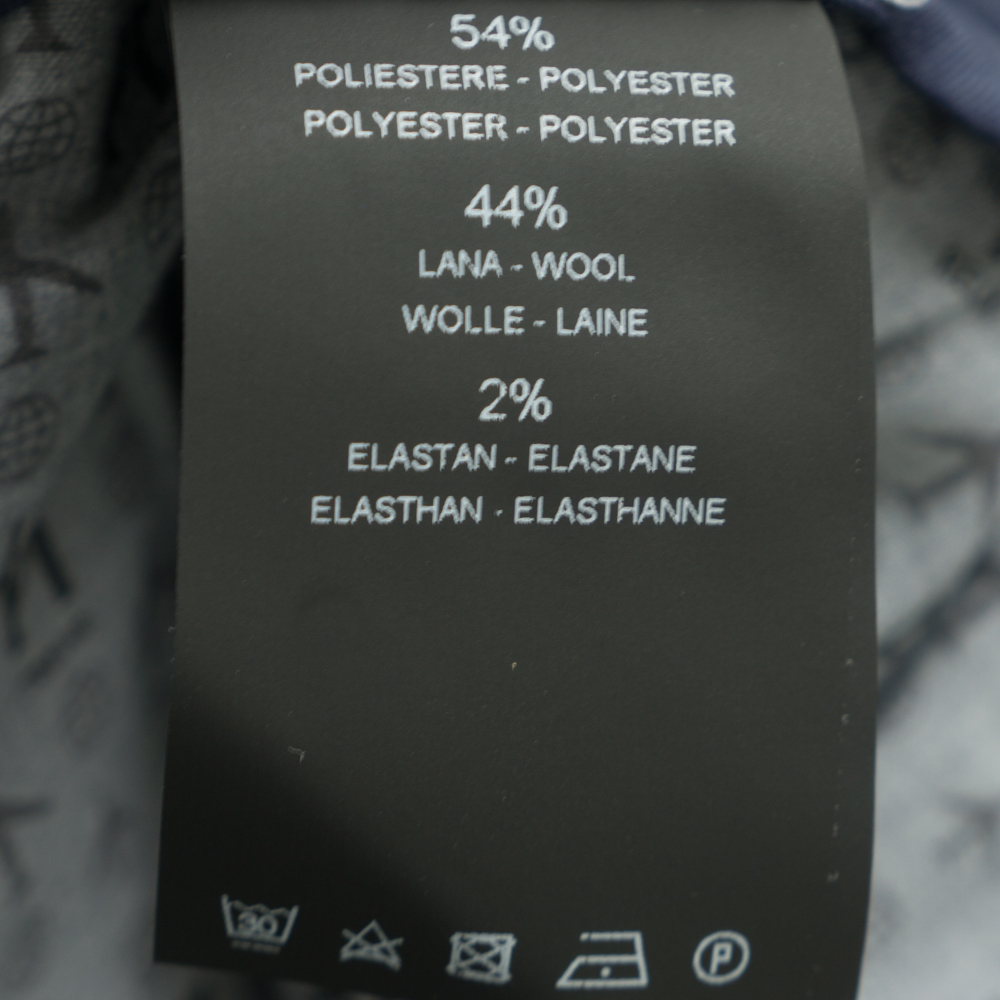 54%
POLIESTERE - POLYESTER
POLYESTER - POLYESTER
44%
LANA - WOOL
WOLLE - LAINE
2%
ELASTAN - ELASTANE
ELASTHAN - ELASTHANNE
30
P